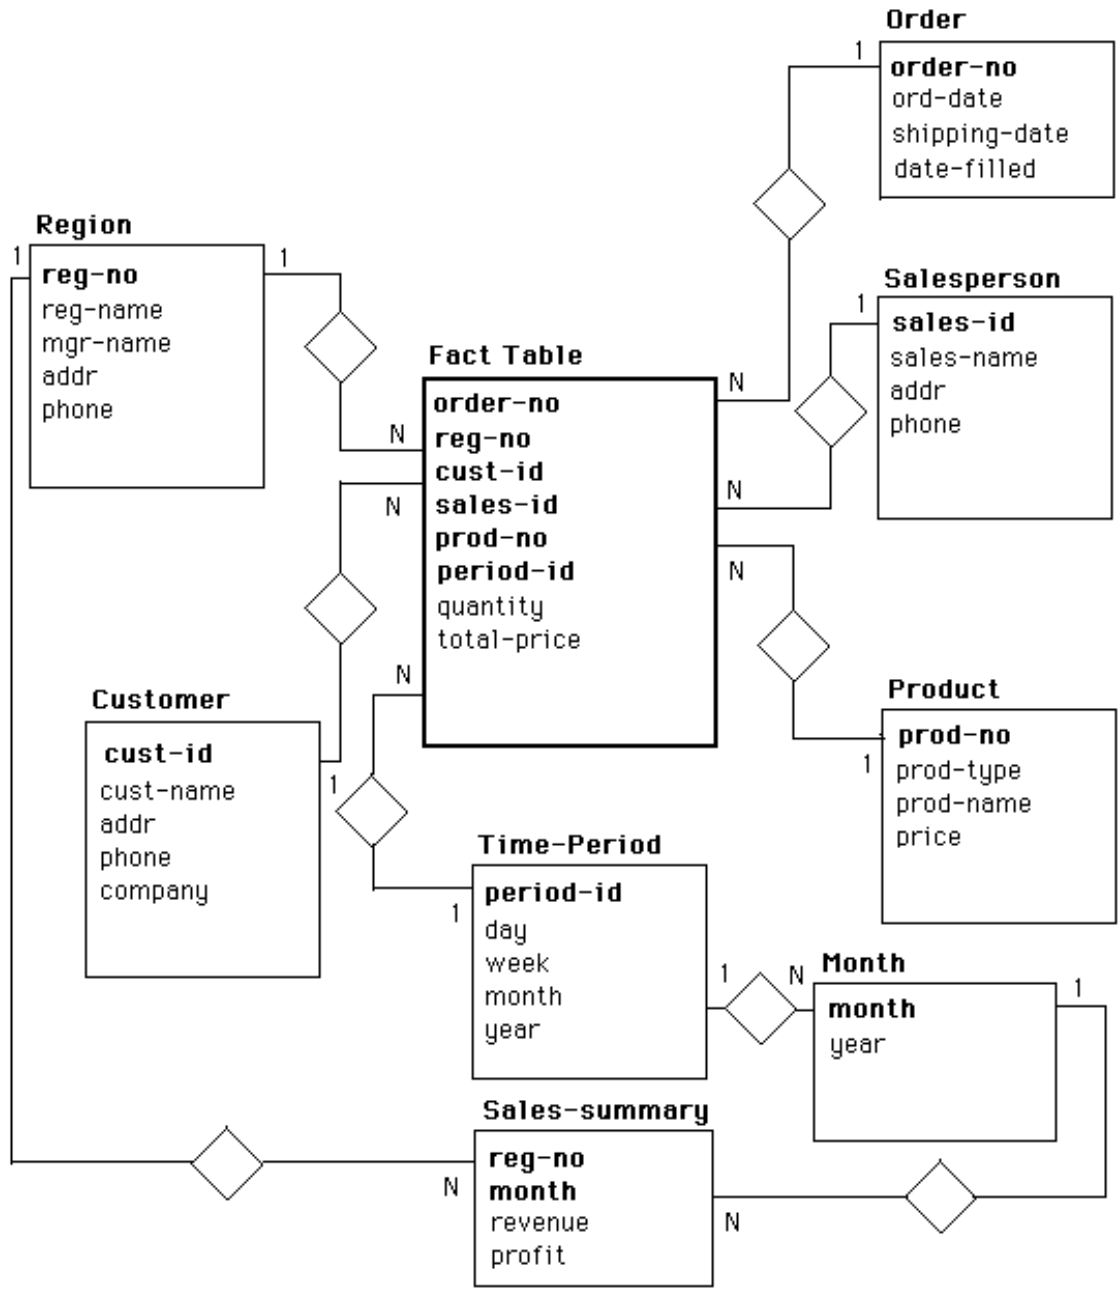 Order
1
order-no
ord-date
shipping-date
date-filled
Region
1
1
reg-no
reg-name
mgr-name
addr
phone
Salesperson
1
sales-id
sales-name
addr
phone
Fact Table
N
N
N
N
N
N
order-no
reg-no
cust-id
sales-id
prod-no
period-id
quantity
total-price
Customer
1
cust-id
cust-name
addr
phone
company
Product
1
prod-no
prod-type
prod-name
price
Time-Period
1
period-id
day
week
month
year
1
N
Month
1
month
year
Sales-summary
N
N
reg-no
month
revenue
profit